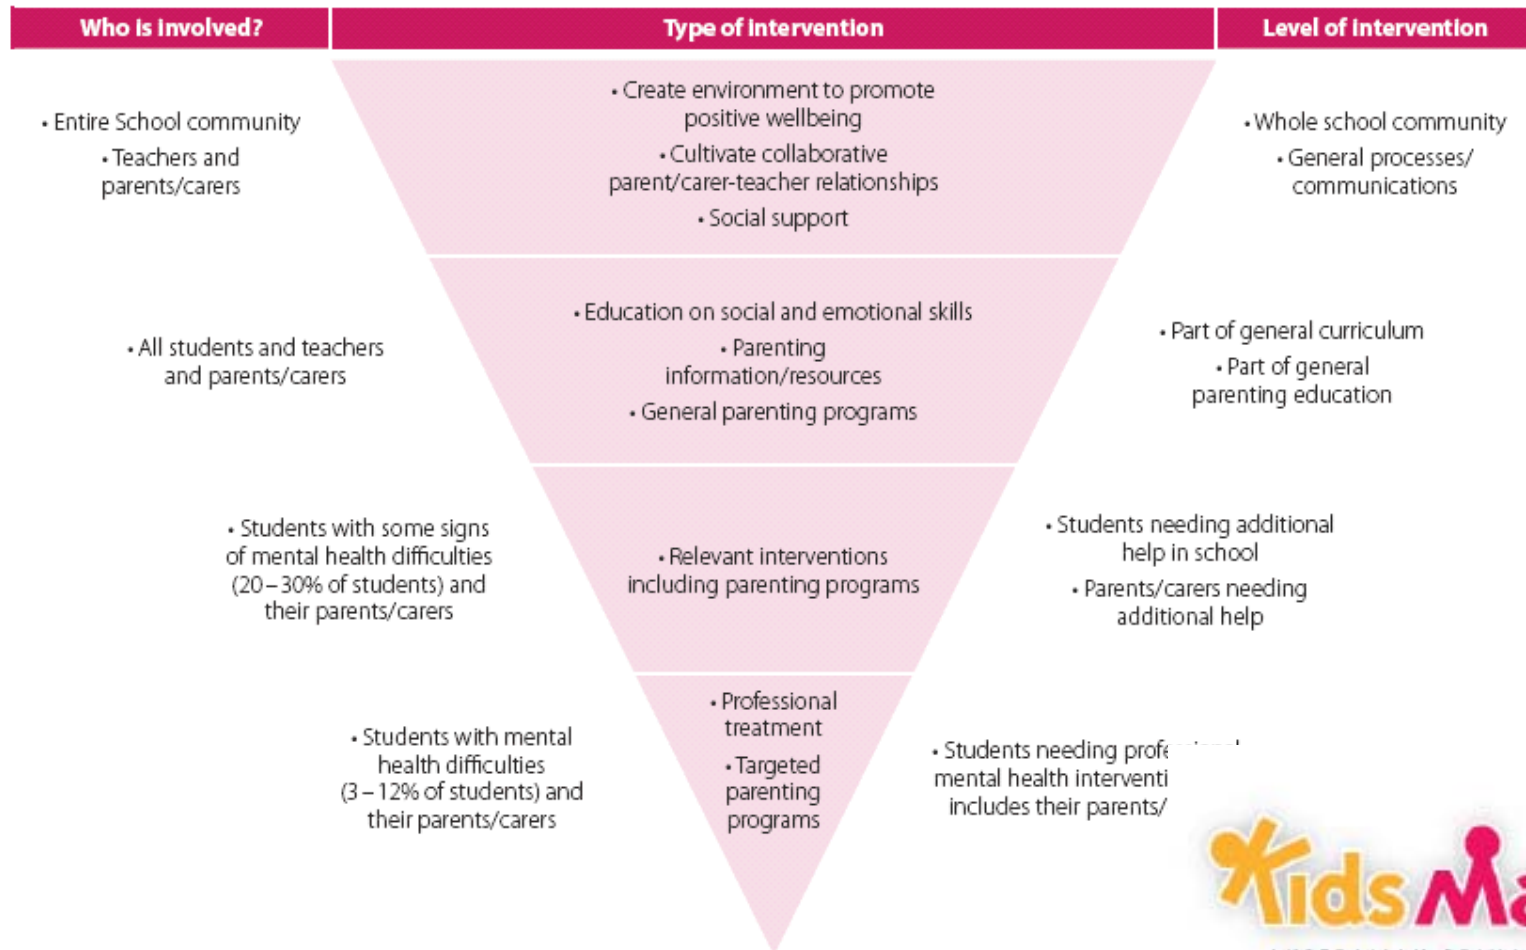 Who is involved?
Type of intervention
Level of intervention
• Entire School community
• Teachers and
parents/carers
• Create environment to promote
positive wellbeing
• Cultivate collaborative
parent/carer-teacher relationships
• Social support
• Whole school community
• General processes/
communications
• All students and teachers
and parents/carers
• Education on social and emotional skills
• Parenting
information/resources
• General parenting programs
• Part of general curriculum
• Part of general
parenting education
• Students with some signs
of mental health difficulties
(20–30% of students) and
their parents/carers
• Relevant interventions
including parenting programs
• Students needing additional
help in school
• Parents/carers needing
additional help
• Students with mental
health difficulties
(3–12% of students) and
their parents/carers
• Professional
treatment
• Targeted
parenting
programs
• Students needing professional
mental health interventi
includes their parents/
Kids Ma